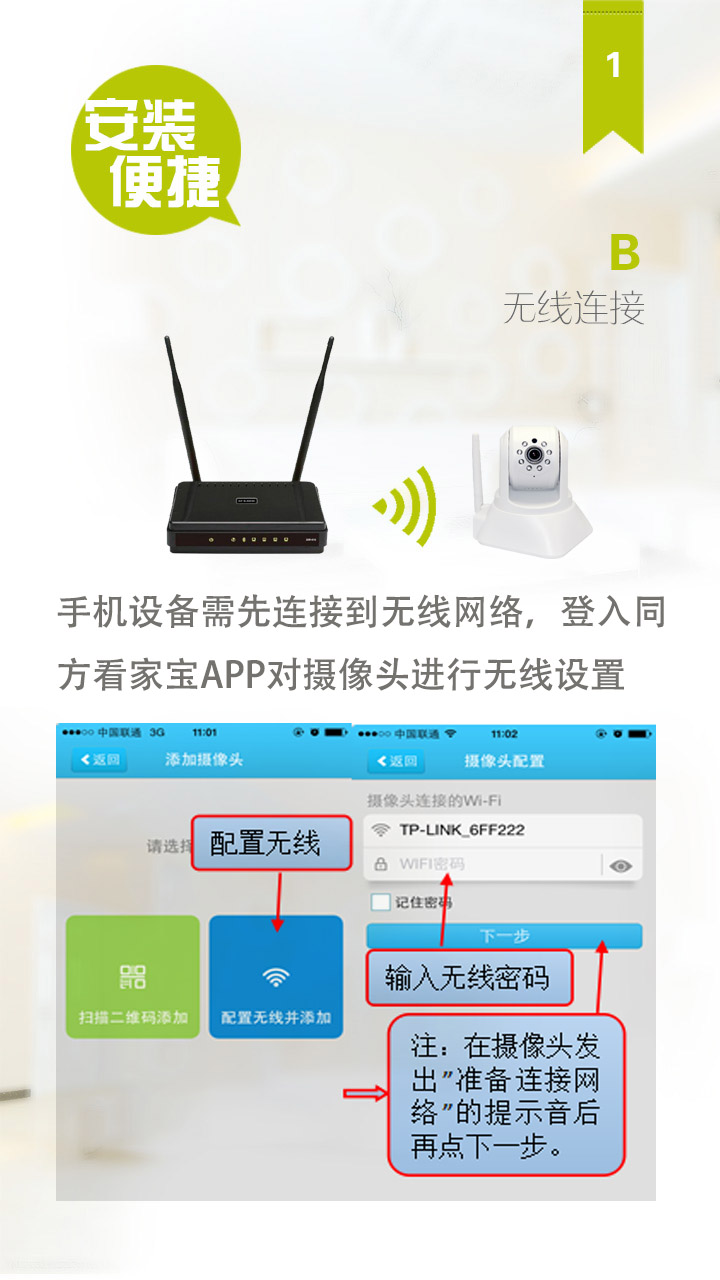 安装
便捷
1
B
无线连接
手机设备需先连接到无线网络，登入同
方看家宝APP对摄像头进行无线设置
中国联通 3G 11:01
返回 添加摄像头
请选择
配置无线
扫描二维码添加
配置无线并添加
中国联通 11:02
返回 摄像头配置
摄像头连接的Wi-Fi
TP-LINK_6FF222
WIFI密码
记住密码
下一步
输入无线密码
注：在摄像头发
出"准备连接网
络"的提示音后
再点下一步。